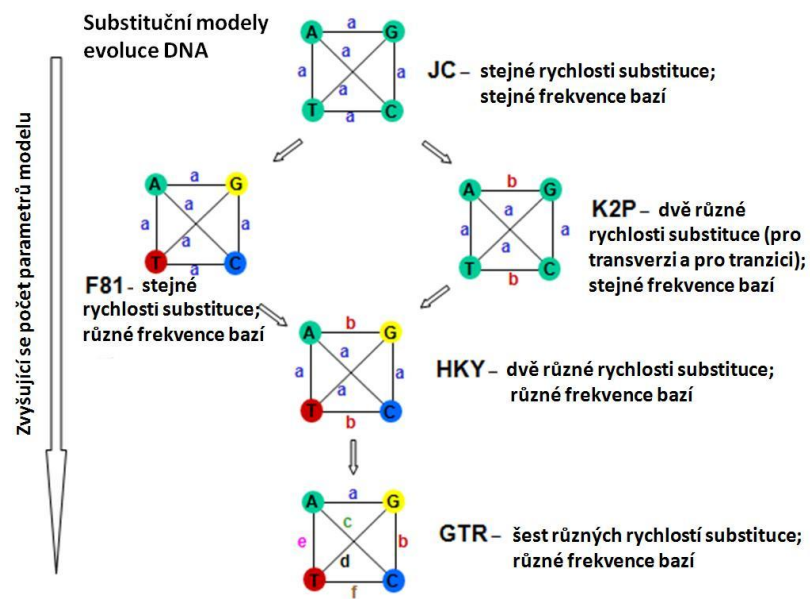 Substituční modely
evoluce DNA
Zvyšující se počet parametrů modelu
a
A G
a
a a
a
T C
a
JC – stejné rychlosti substituce;
stejné frekvence bazí
a
A G
a
a a
a
T C
a
F81 - stejné
rychlosti substituce;
různé frekvence bazí
b
A G
a
a a
a
T C
b
K2P – dvě různé
rychlosti substituce (pro
transverzi a pro tranzici);
stejné frekvence bazí
b
A G
a
a a
a
T C
b
HKY – dvě různé rychlosti substituce;
různé frekvence bazí
a
A G
c
e b
d
T C
f
GTR – šest různých rychlostí substituce;
různé frekvence bazí